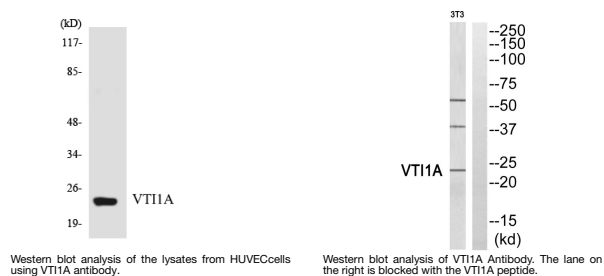 (kD)
117-
85-
48-
34-
26-
VTI1A
19-
Western blot analysis of the lysates from HUVECcells
using VTI1A antibody.
3T3
--250
--150
--100
--75
--50
--37
VTI1A
--25
--20
--15
(kd)
Western blot analysis of VTI1A Antibody. The lane on
the right is blocked with the VTI1A peptide.